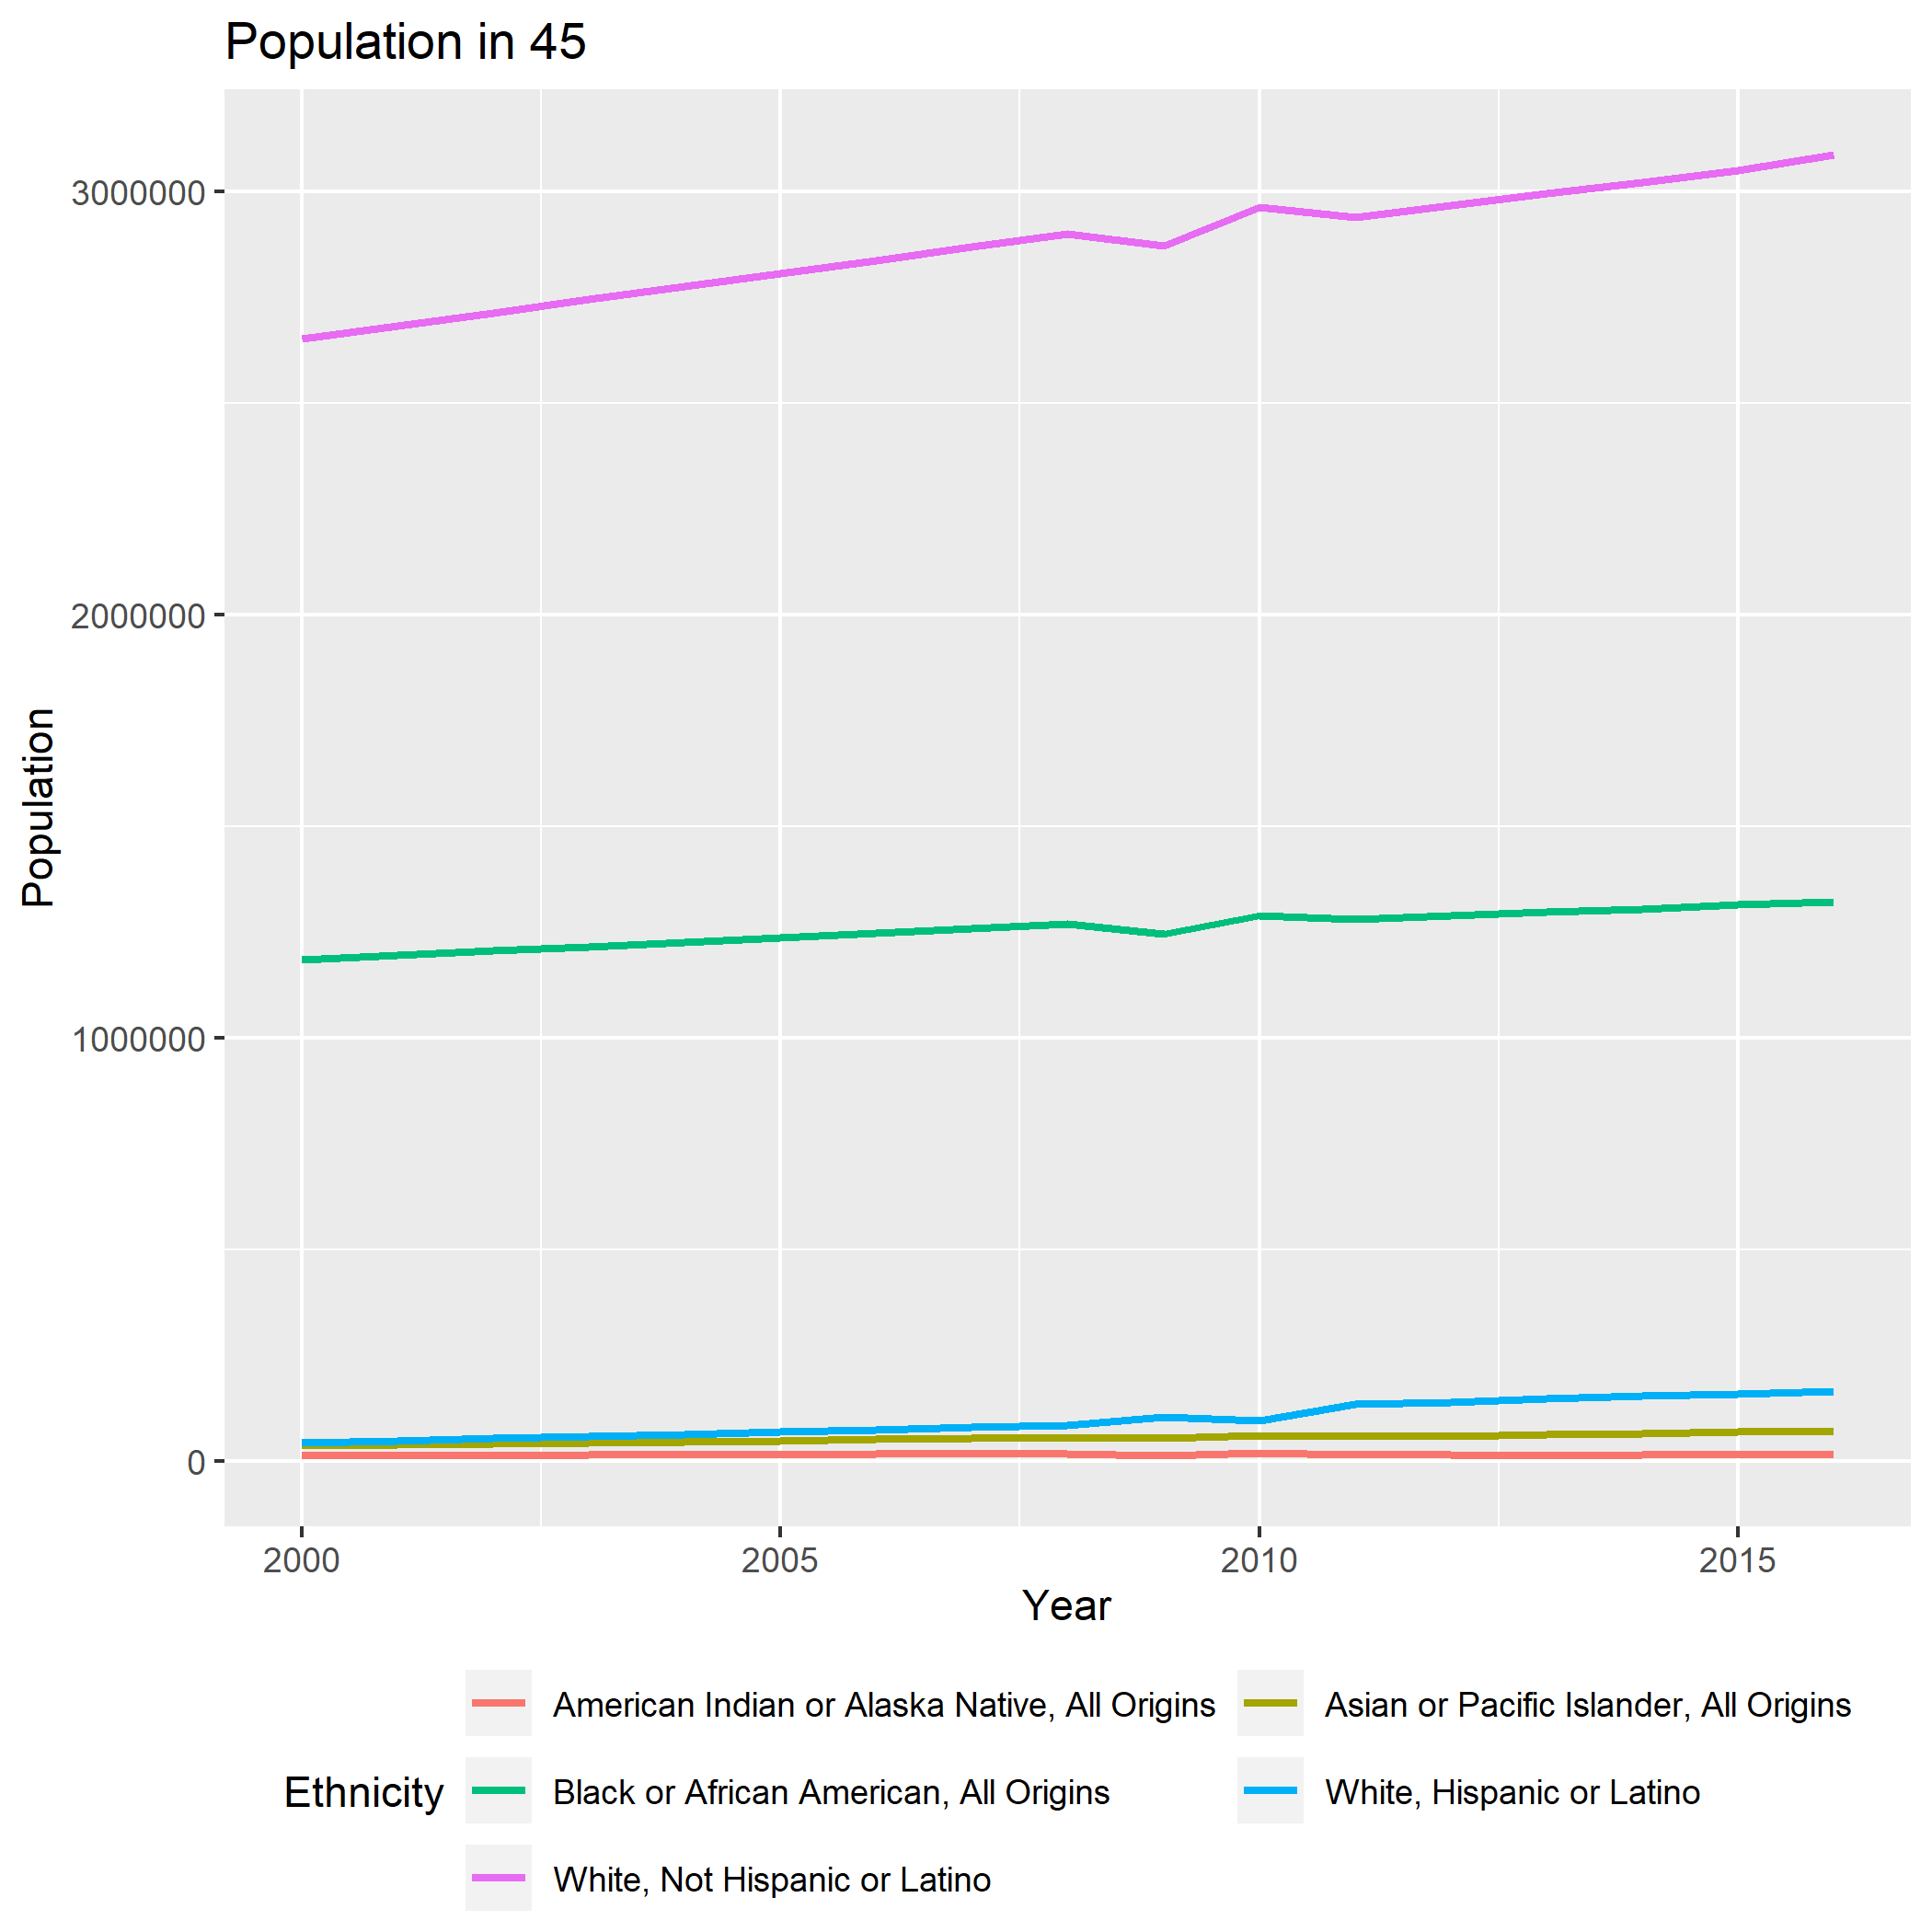 Population in 45
3000000
2000000
1000000
0
Population
2000 2005 2010 2015
Year
Ethnicity
American Indian or Alaska Native, All Origins
Asian or Pacific Islander, All Origins
Black or African American, All Origins
White, Hispanic or Latino
White, Not Hispanic or Latino